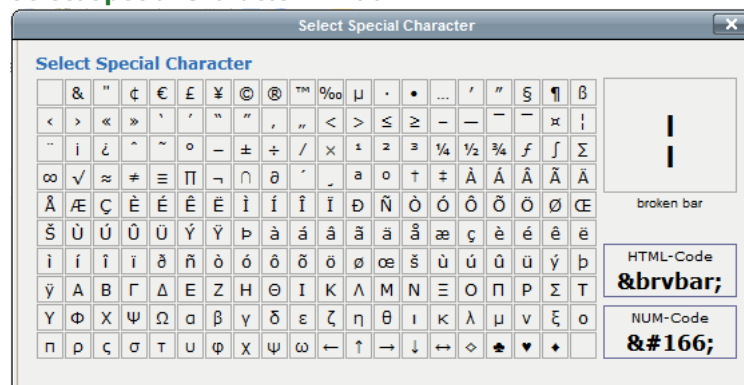 Select Special Character
Select Special Character
& " ¢ € £ ¥ © ® ™ ‰ µ · • … ′ ″ § ¶ ß
‹ › « » ‘ ’ “ ” ‚ „ < > ≤ ≥ – — ¯ ‾ ¤ ¦
¨ ¡ ¿ ˆ ˜ ° − ± ÷ ⁄ × ¹ ² ³ ¼ ½ ¾ ƒ ∫ ∑
∞ √ ≈ ≠ ≡ ∏ ¬ ∩ ∂ ´ ¸ ª º † ‡ À Á Â Ã Ä
Å Æ Ç È É Ê Ë Ì Í Î Ï Ð Ñ Ò Ó Ô Õ Ö Ø Œ
Š Ù Ú Û Ü Ý Ÿ Þ à á â ã ä å æ ç è é ê ë
ì í î ï ð ñ ò ó ô õ ö ø œ š ù ú û ü ý þ
ÿ Α Β Γ Δ Ε Ζ Η Θ Ι Κ Λ Μ Ν Ξ Ο Π Ρ Σ Τ
Υ Φ Χ Ψ Ω α β γ δ ε ζ η θ ι κ λ μ ν ξ ο
π ρ ς σ τ υ φ χ ψ ω ← ↑ → ↓ ↔ ◊ ♣ ♥ ♦
¦
broken bar
HTML-Code
&brvbar;
NUM-Code
&#166;